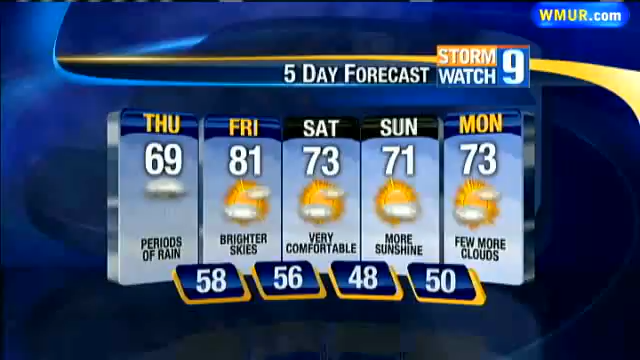 WMUR.com
5 DAY FORECAST
STORM
WATCH 9
THU
69
PERIODS
OF RAIN
FRI
81
BRIGHTER
SKIES
SAT
73
VERY
COMFORTABLE
SUN
71
MORE
SUNSHINE
MON
73
FEW MORE
CLOUDS
58
56
48
50